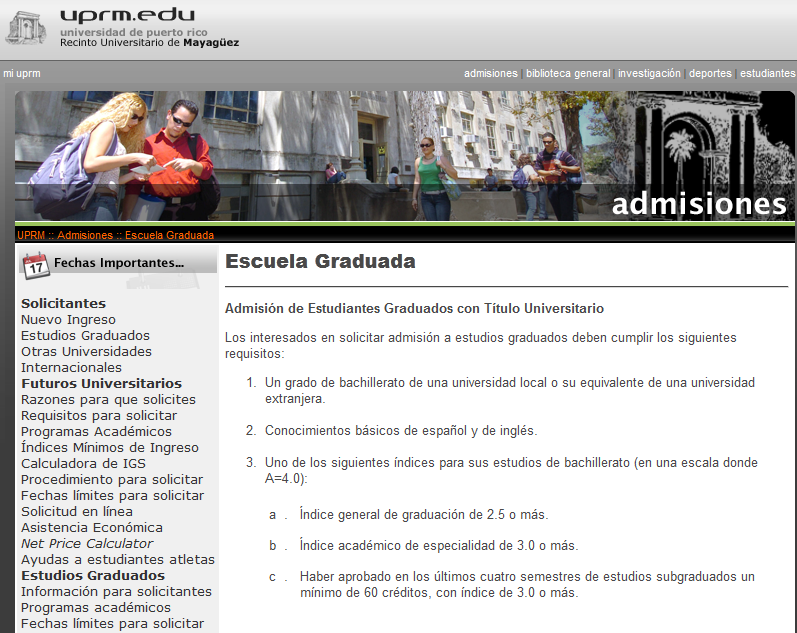 uprm.edu
universidad de puerto rico
Recinto Universitario de Mayagüez
mi uprm
admisiones | biblioteca general | investigación | deportes | estudiantes
admisiones
UPRM :: Admisiones :: Escuela Graduada
17
Fechas Importantes...
Solicitantes
Nuevo Ingreso
Estudios Graduados
Otras Universidades
Internacionales
Futuros Universitarios
Razones para que solicites
Requisitos para solicitar
Programas Académicos
Índices Mínimos de Ingreso
Calculadora de IGS
Procedimiento para solicitar
Fechas límites para solicitar
Solicitud en línea
Asistencia Económica
Net Price Calculator
Ayudas a estudiantes atletas
Estudios Graduados
Información para solicitantes
Programas académicos
Fechas límites para solicitar
Escuela Graduada
Admisión de Estudiantes Graduados con Título Universitario
Los interesados en solicitar admisión a estudios graduados deben cumplir los siguientes
requisitos:
1. Un grado de bachillerato de una universidad local o su equivalente de una universidad
extranjera.
2. Conocimientos básicos de español y de inglés.
3. Uno de los siguientes índices para sus estudios de bachillerato (en una escala donde
A=4.0):
a . Índice general de graduación de 2.5 o más.
b . Índice académico de especialidad de 3.0 o más.
c . Haber aprobado en los últimos cuatro semestres de estudios subgraduados un
mínimo de 60 créditos, con índice de 3.0 o más.